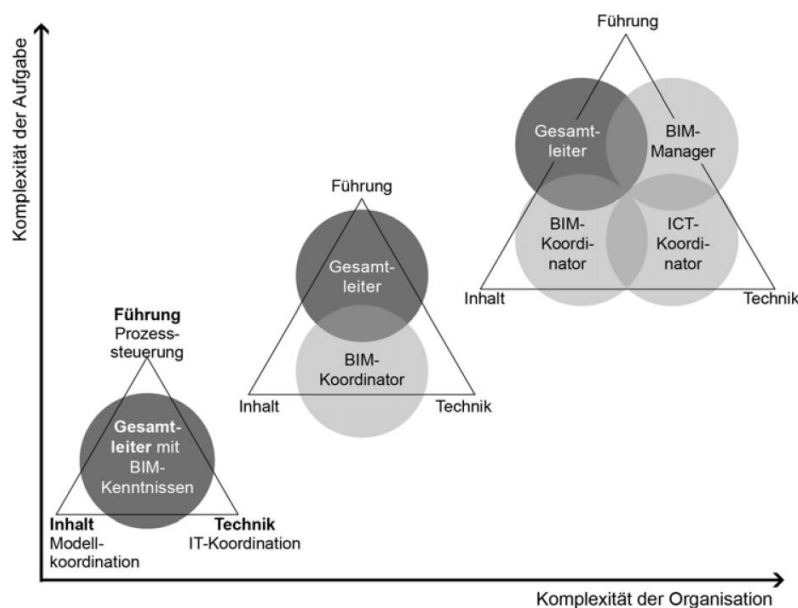 Komplexität der Aufgabe
Führung
Gesamt-
leiter
BIM-
Manager
BIM-
Koordi-
nator
ICT-
Koordi-
nator
Inhalt
Technik
Führung
Gesamt-
leiter
BIM-
Koordinator
Inhalt
Technik
Führung
Prozess-
steuerung
Gesamt-
leiter mit
BIM-
Kenntnissen
Inhalt
Modell-
koordination
Technik
IT-Koordination
Komplexität der Organisation